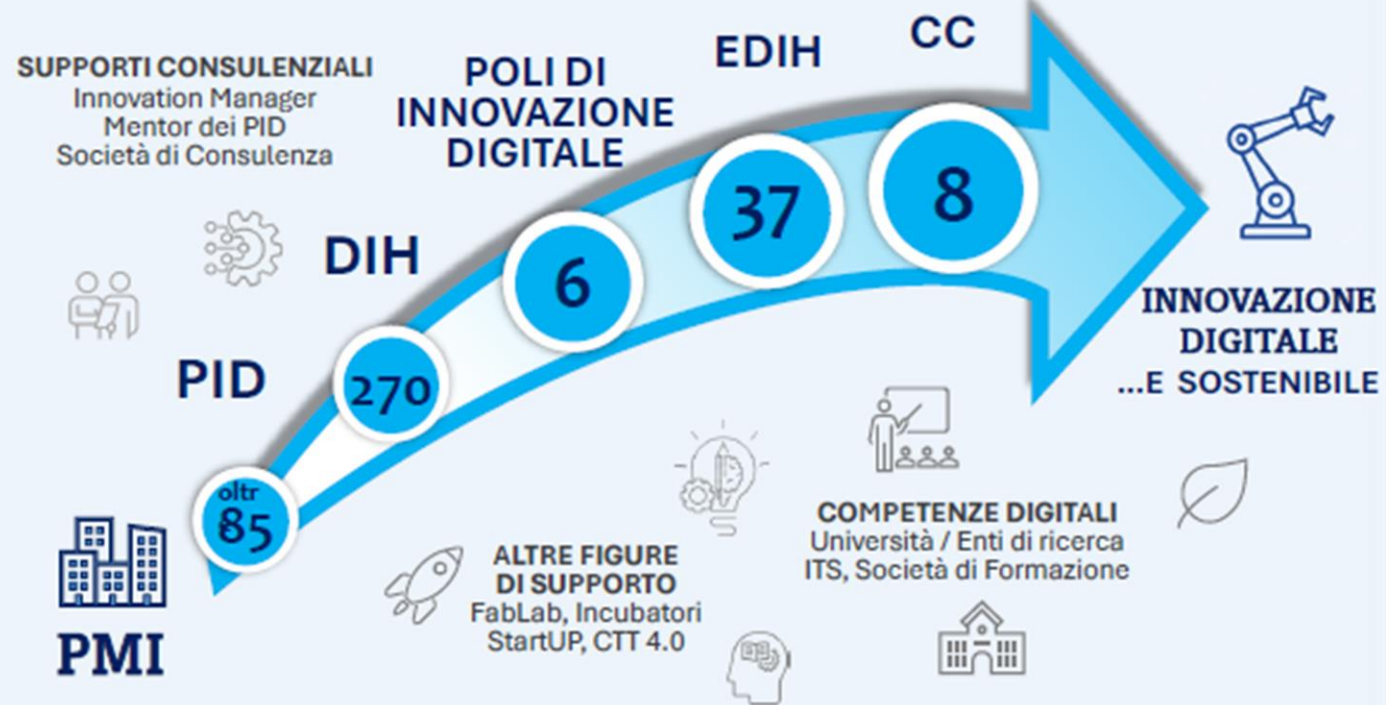 SUPPORTI CONSULENZIALI
Innovation Manager
Mentor dei PID
Società di Consulenza
POLI DI
INNOVAZIONE
DIGITALE
EDIH
CC
DIH
PID
oltr
85
270
6
37
8
PMI
INNOVAZIONE
DIGITALE
...E SOSTENIBILE
ALTRE FIGURE
DI SUPPORTO
FabLab, Incubatori
StartUP, CTT 4.0
COMPETENZE DIGITALI
Università / Enti di ricerca
ITS, Società di Formazione